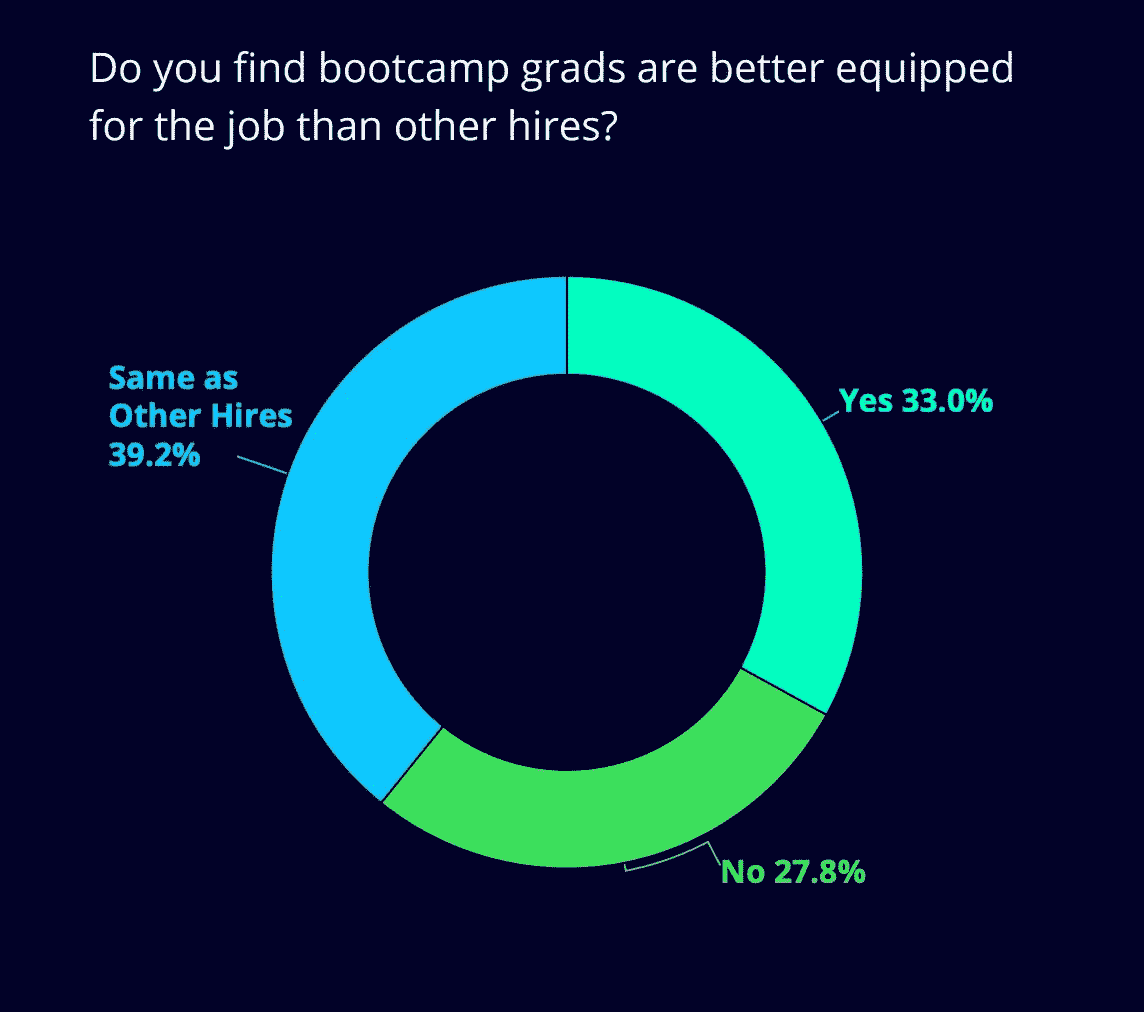 Do you find bootcamp grads are better equipped
for the job than other hires?
Same as
Other Hires
39.2%
Yes 33.0%
No 27.8%